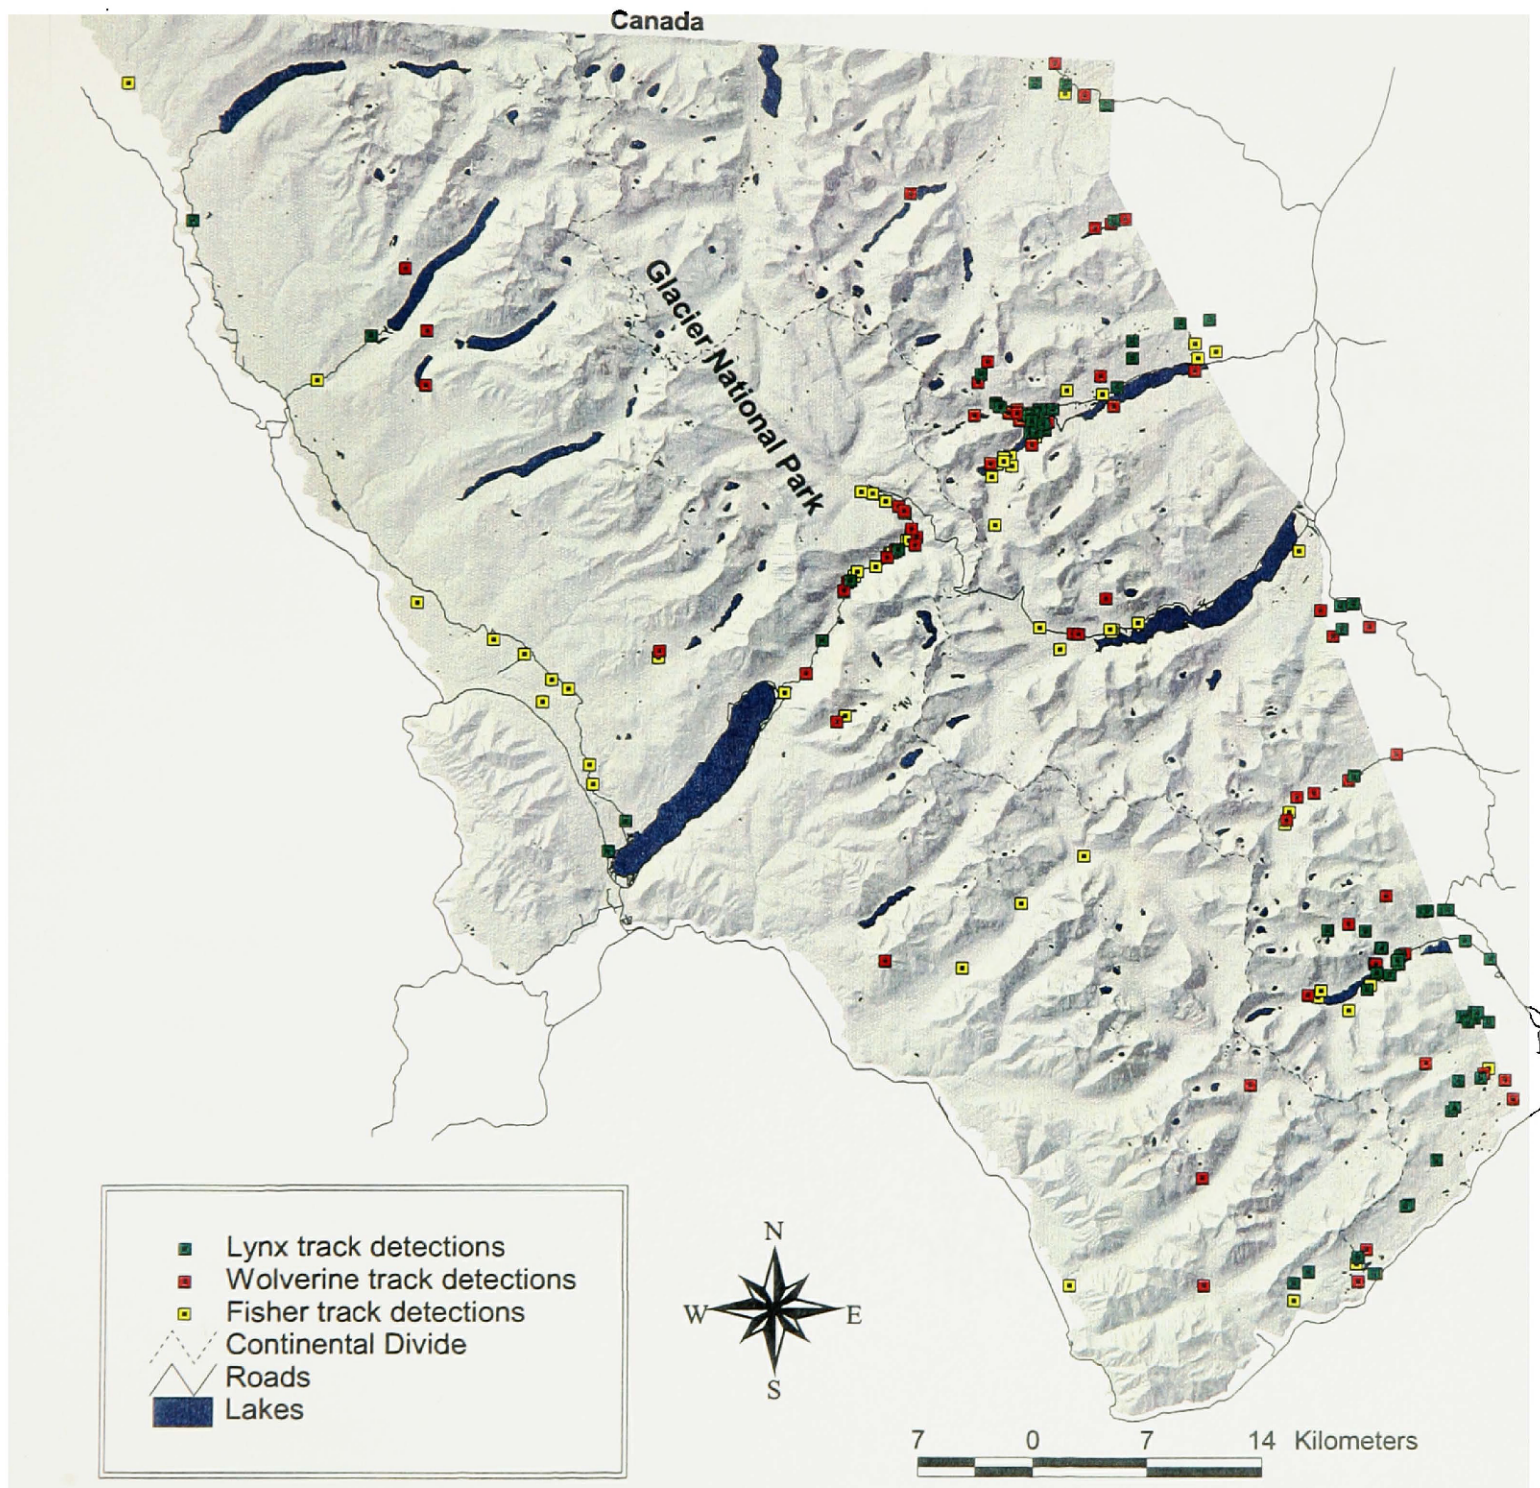 Canada
Glacier National Park
Lynx track detections
Wolverine track detections
Fisher track detections
Continental Divide
Roads
Lakes
N
W E
S
7 0 7 14 Kilometers